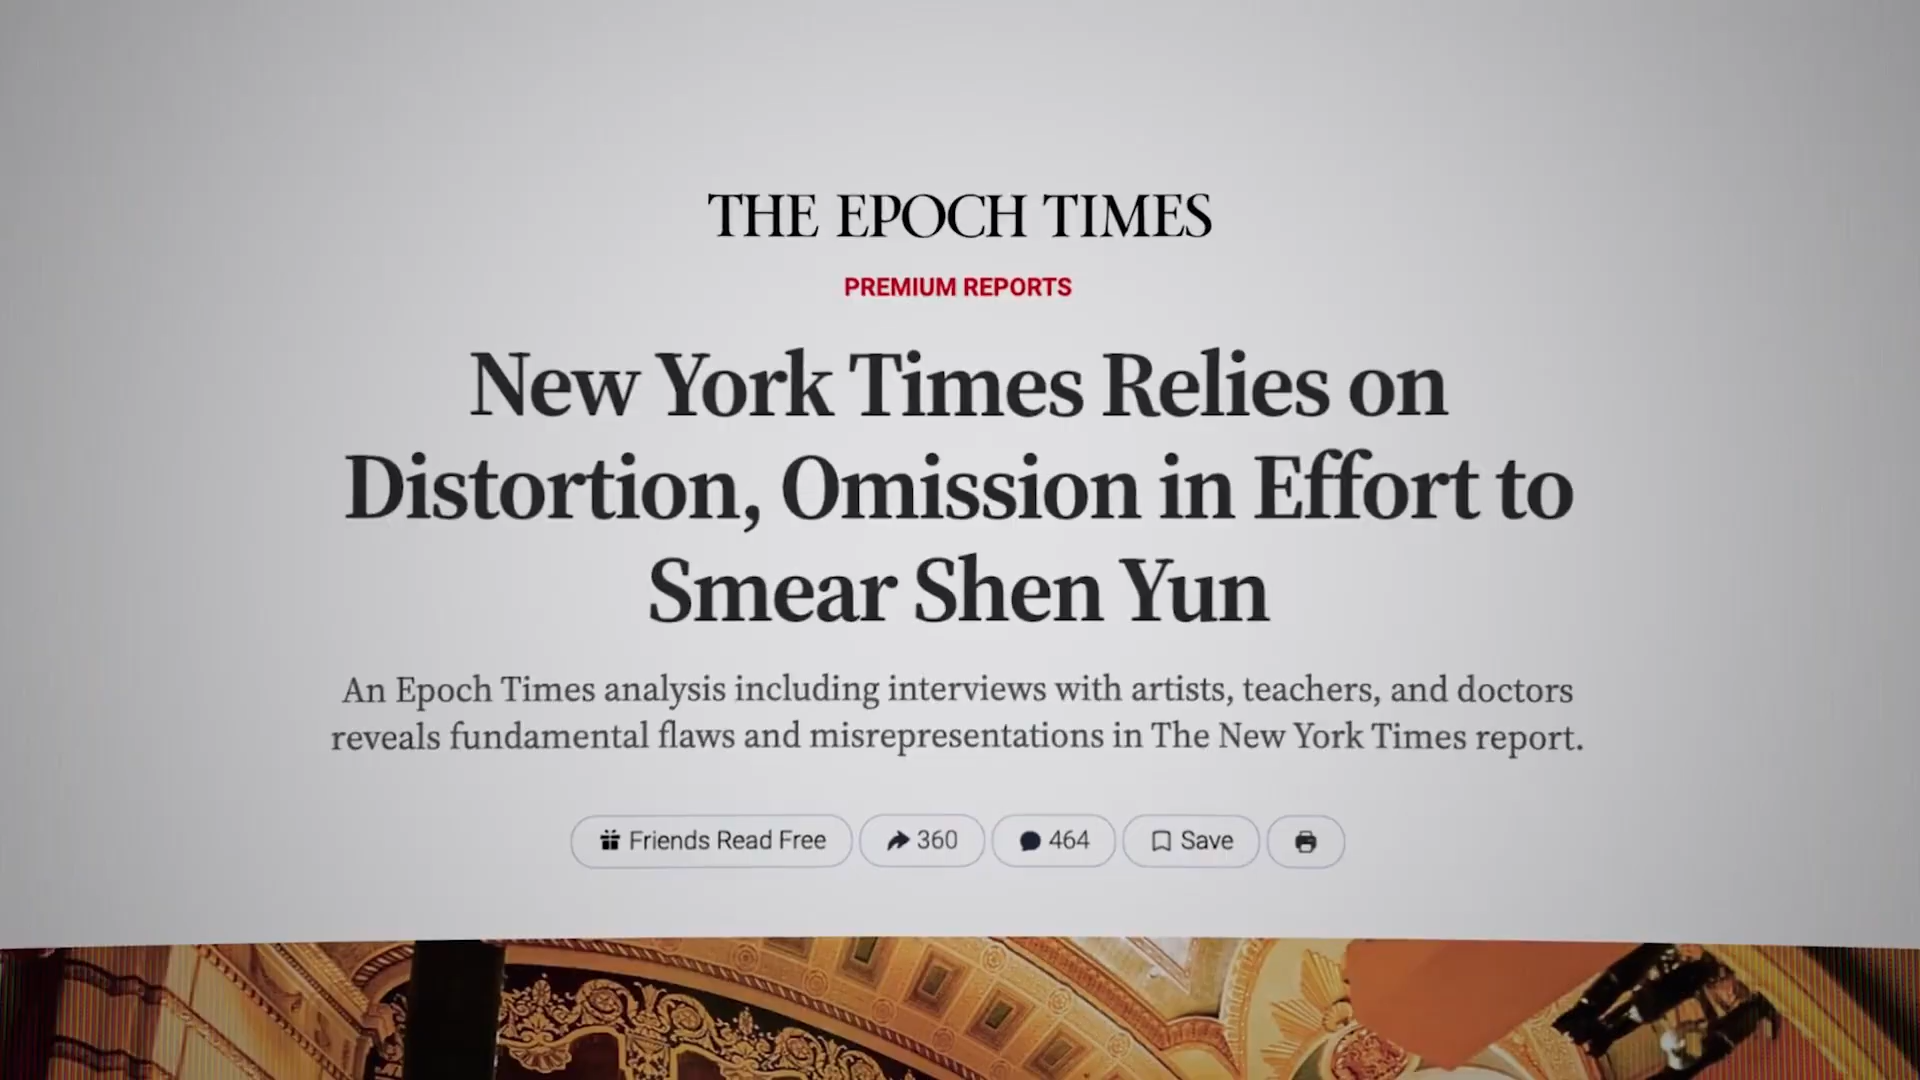 THE EPOCH TIMES
PREMIUM REPORTS
New York Times Relies on
Distortion, Omission in Effort to
Smear Shen Yun
An Epoch Times analysis including interviews with artists, teachers, and doctors
reveals fundamental flaws and misrepresentations in The New York Times report.
Friends Read Free 360 464 Save